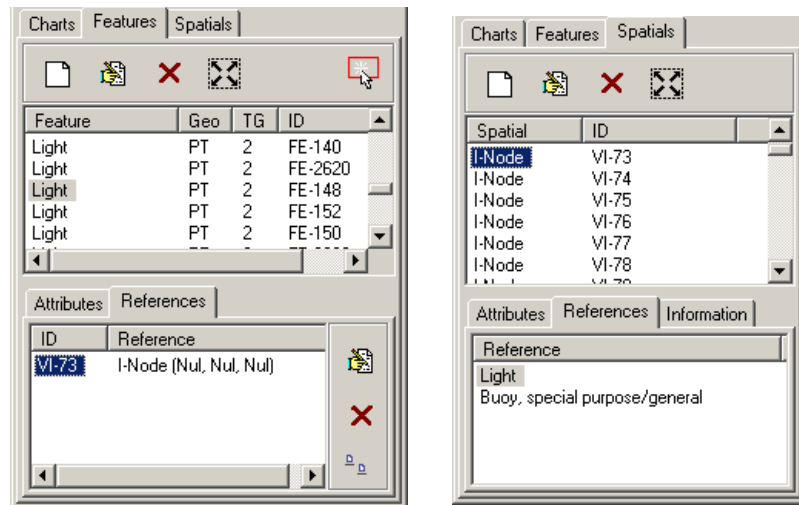 Charts Features Spatials
Feature Geo TG ID
Light PT 2 FE-140
Light PT 2 FE-2620
Light PT 2 FE-148
Light PT 2 FE-152
Light PT 2 FE-150
Attributes References
ID Reference
VI-73 I-Node (Nul, Nul, Nul)
Charts Features Spatials
Spatial ID
I-Node VI-73
I-Node VI-74
I-Node VI-75
I-Node VI-76
I-Node VI-77
I-Node VI-78
Attributes References Information
Reference
Light
Buoy, special purpose/general